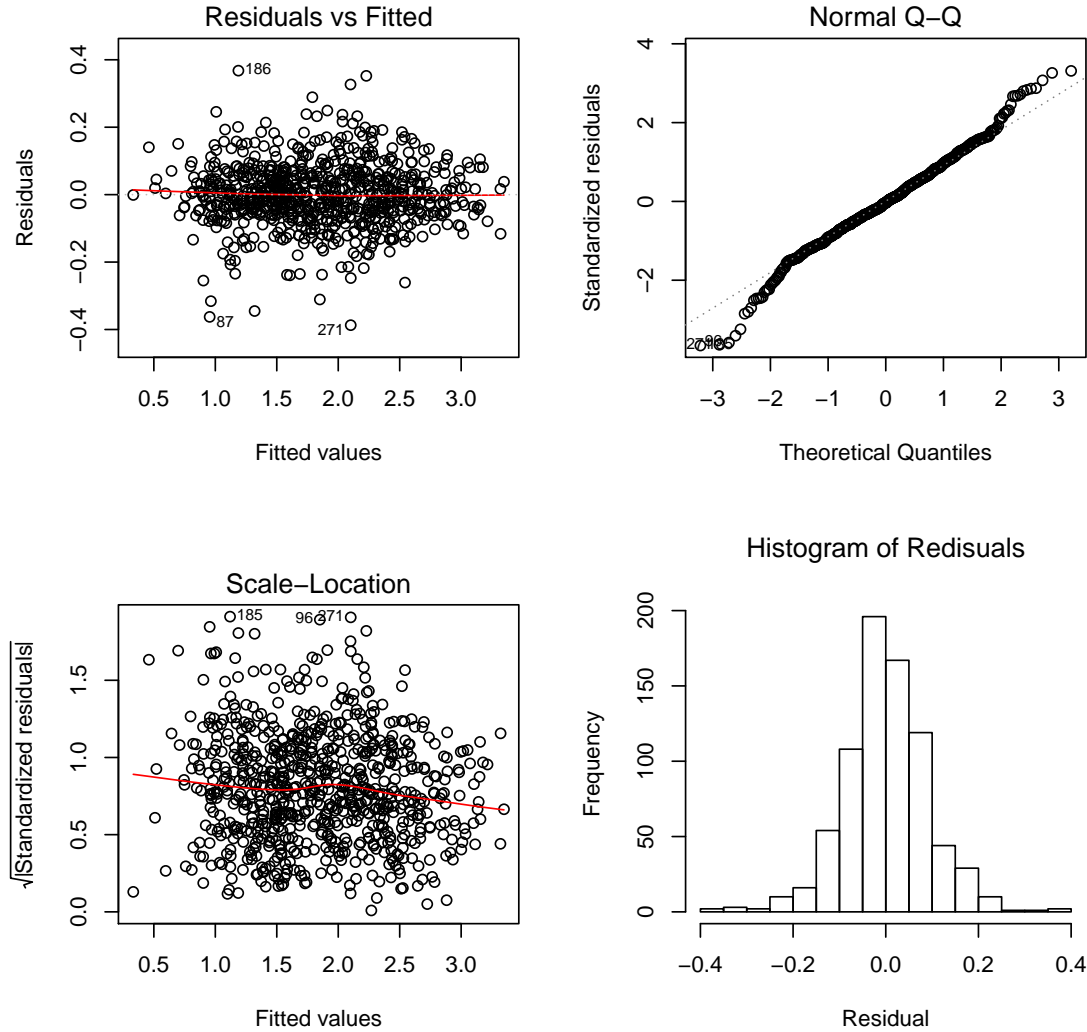 Residuals vs Fitted
Residuals
0.4
0.2
0.0
−0.2
−0.4
186
87
271
0.5 1.0 1.5 2.0 2.5 3.0
Fitted values
Normal Q−Q
Standardized residuals
4
2
0
−2
−3 −2 −1 0 1 2 3
Theoretical Quantiles
Scale−Location
√|Standardized residuals|
1.5
1.0
0.5
0.0
185
96
271
0.5 1.0 1.5 2.0 2.5 3.0
Fitted values
Histogram of Redisuals
Frequency
200
150
100
50
0
−0.4 −0.2 0.0 0.2 0.4
Residual